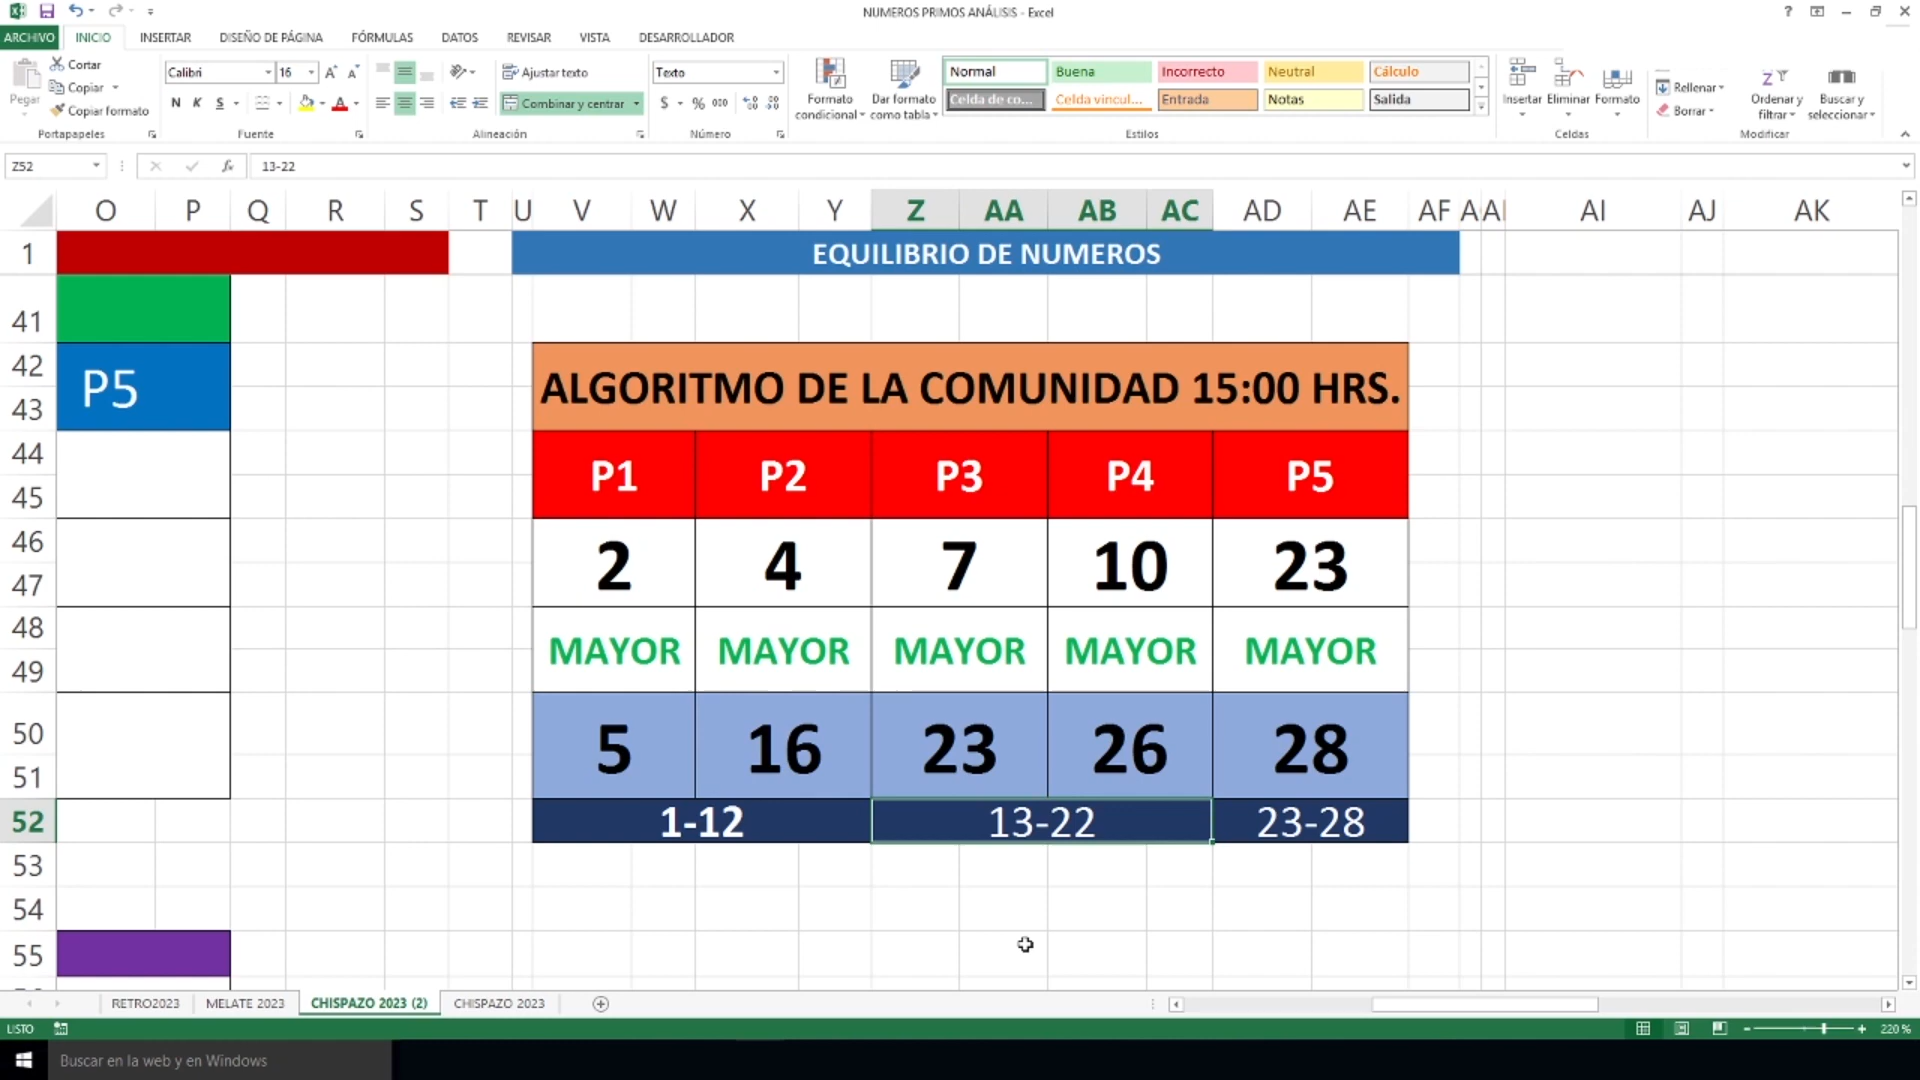 NUMEROS PRIMOS ANÁLISIS - Excel
ARCHIVO INICIO INSERTAR DISEÑO DE PÁGINA FÓRMULAS DATOS REVISAR VISTA DESARROLLADOR
Pegar
Cortar
Copiar
Copiar formato
Portapapeles
Calibri 16
N K S
Fuente
Ajustar texto
Combinar y centrar
Alineación
Texto
$ % 000
Número
Formato condicional
Dar formato como tabla
Normal Buena Incorrecto Neutral Cálculo
Celda de co... Celda vincul... Entrada Notas Salida
Estilos
Insertar Eliminar Formato
Celdas
Rellenar
Borrar
Ordenar y filtrar
Buscar y seleccionar
Modificar
Z52 fx 13-22
O P Q R S T U V W X Y Z AA AB AC AD AE AF AI AJ AK
1 EQUILIBRIO DE NUMEROS
41
42 ALGORITMO DE LA COMUNIDAD 15:00 HRS.
P5
43
44
P1 P2 P3 P4 P5
45
46
2 4 7 10 23
47
48
MAYOR MAYOR MAYOR MAYOR MAYOR
49
50
5 16 23 26 28
51
52 1-12 13-22 23-28
53
54
55
RETRO2023 MELATE 2023 CHISPAZO 2023 (2) CHISPAZO 2023
LISTO 220 %
Buscar en la web y en Windows